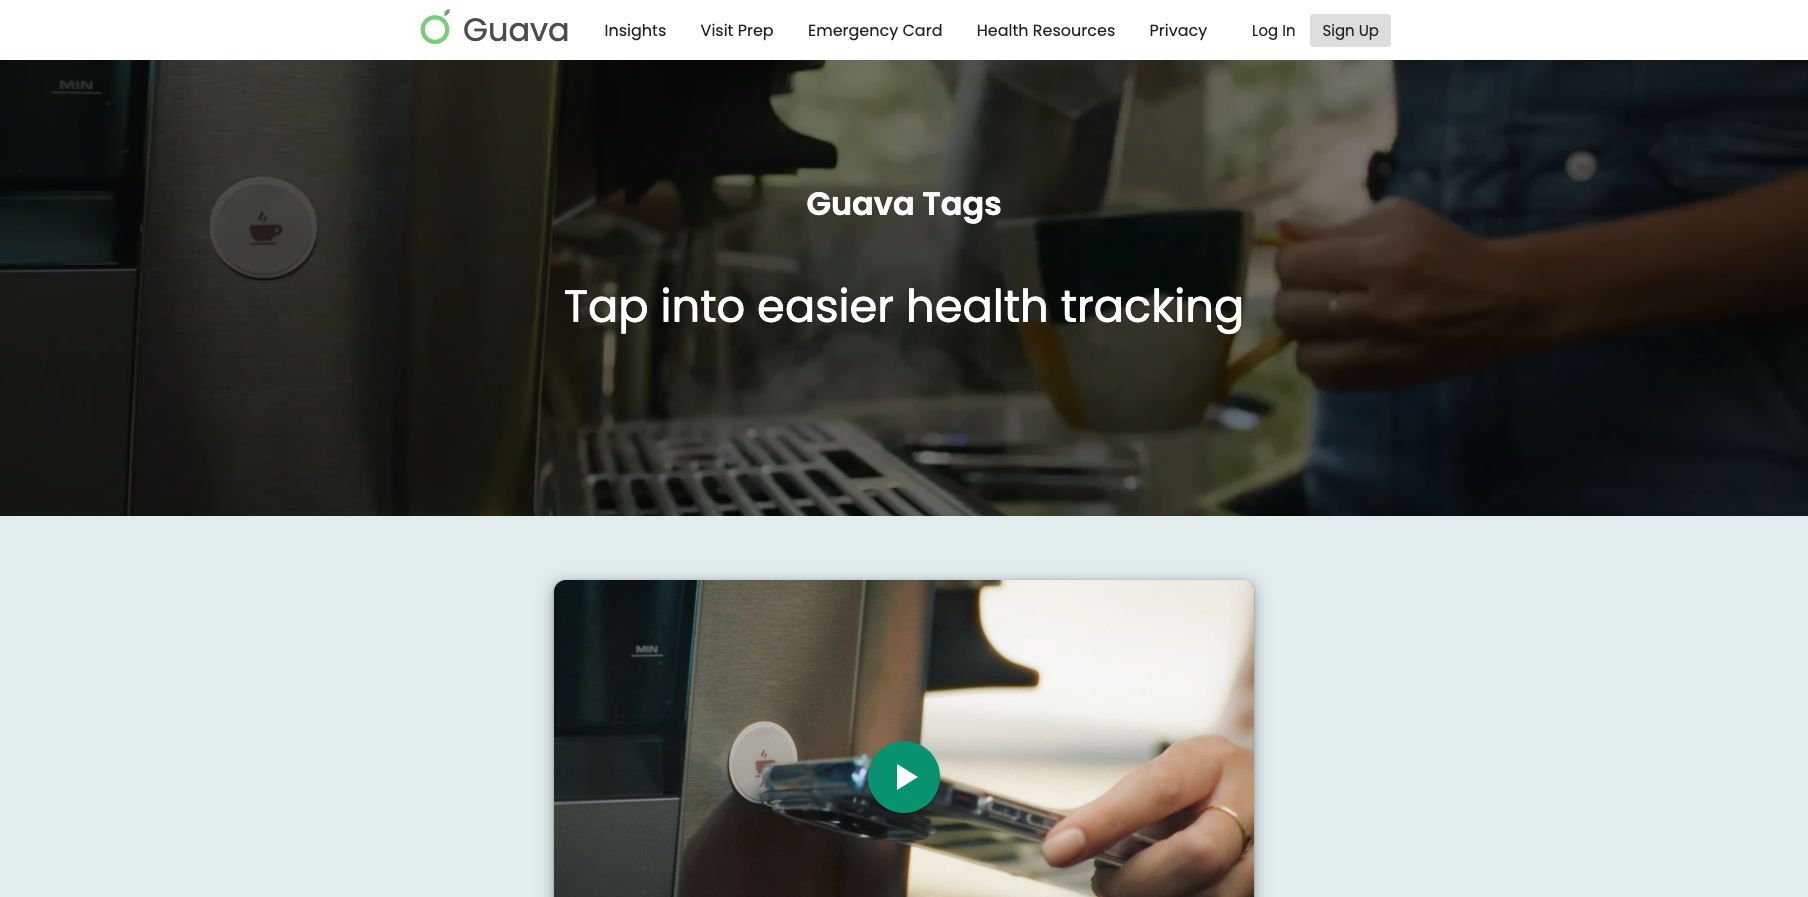 Guava
Insights
Visit Prep
Emergency Card
Health Resources
Privacy
Log In
Sign Up
MIN
Guava Tags
Tap into easier health tracking
MIN